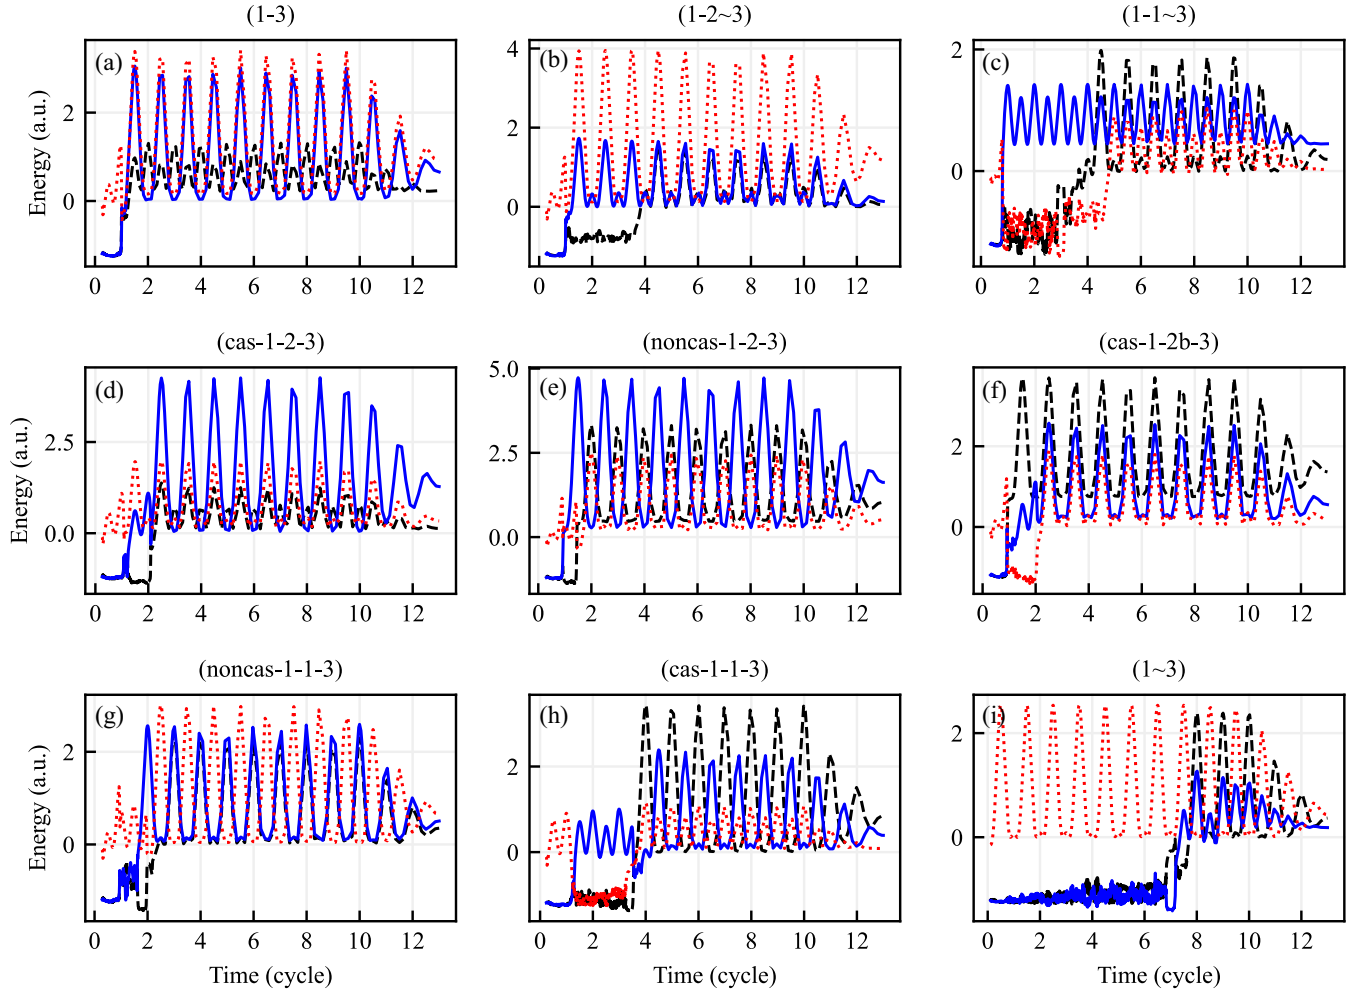 (1-3) (1-2~3) (1-1~3)
(a) (b) (c)
Energy (a.u.)
2
0
4
2
0
2
0
0 2 4 6 8 10 12
0 2 4 6 8 10 12
0 2 4 6 8 10 12
(cas-1-2-3) (noncas-1-2-3) (cas-1-2b-3)
(d) (e) (f)
Energy (a.u.)
2.5
0.0
5.0
2.5
0.0
2
0
0 2 4 6 8 10 12
0 2 4 6 8 10 12
0 2 4 6 8 10 12
(noncas-1-1-3) (cas-1-1-3) (1~3)
(g) (h) (i)
Energy (a.u.)
2
0
2
0
2
0
0 2 4 6 8 10 12
0 2 4 6 8 10 12
0 2 4 6 8 10 12
Time (cycle) Time (cycle) Time (cycle)